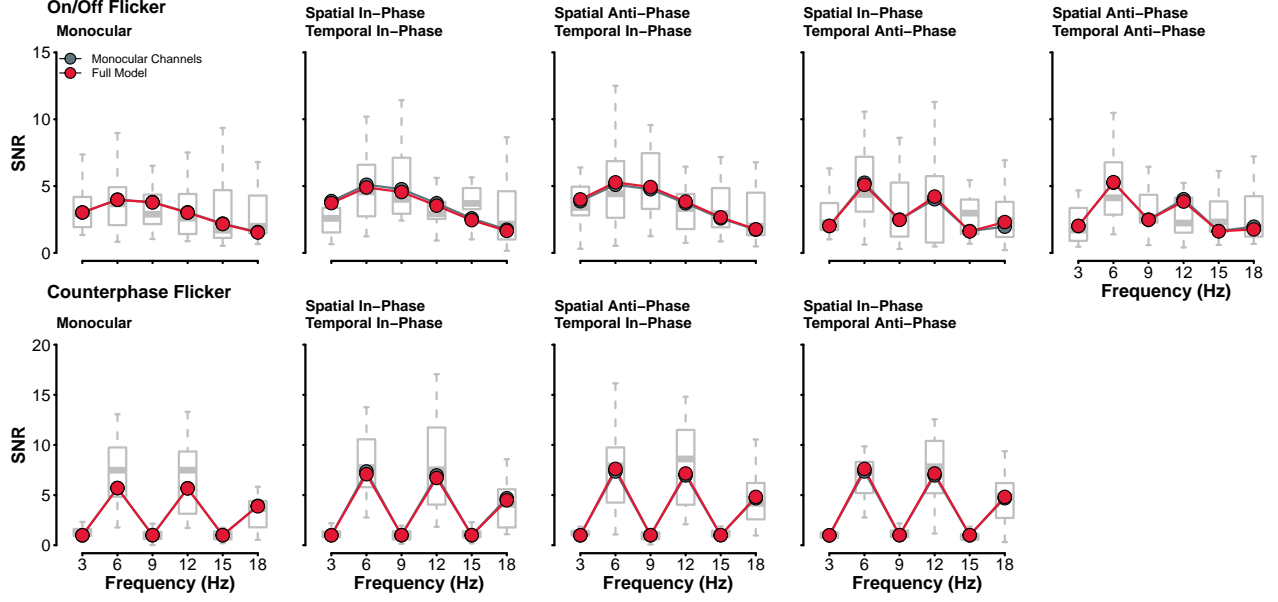 On/Off Flicker
Monocular
Spatial In−Phase
Temporal In−Phase
Spatial Anti−Phase
Temporal In−Phase
Spatial In−Phase
Temporal Anti−Phase
Spatial Anti−Phase
Temporal Anti−Phase
Monocular Channels
Full Model
15
10
5
0
SNR
3 6 9 12 15 18
Frequency (Hz)
Counterphase Flicker
Monocular
Spatial In−Phase
Temporal In−Phase
Spatial Anti−Phase
Temporal In−Phase
Spatial In−Phase
Temporal Anti−Phase
20
15
10
5
0
SNR
3 6 9 12 15 18
3 6 9 12 15 18
3 6 9 12 15 18
3 6 9 12 15 18
Frequency (Hz)
Frequency (Hz)
Frequency (Hz)
Frequency (Hz)